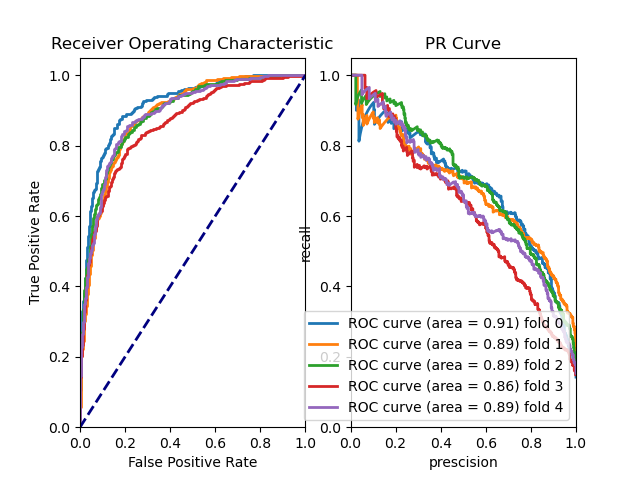 Receiver Operating Characteristic
PR Curve
True Positive Rate
1.0
0.8
0.6
0.4
0.2
0.0
0.0 0.2 0.4 0.6 0.8 1.0
False Positive Rate
recall
1.0
0.8
0.6
0.4
0.2
0.0
0.0 0.2 0.4 0.6 0.8 1.0
prescision
ROC curve (area = 0.91) fold 0
ROC curve (area = 0.89) fold 1
ROC curve (area = 0.89) fold 2
ROC curve (area = 0.86) fold 3
ROC curve (area = 0.89) fold 4